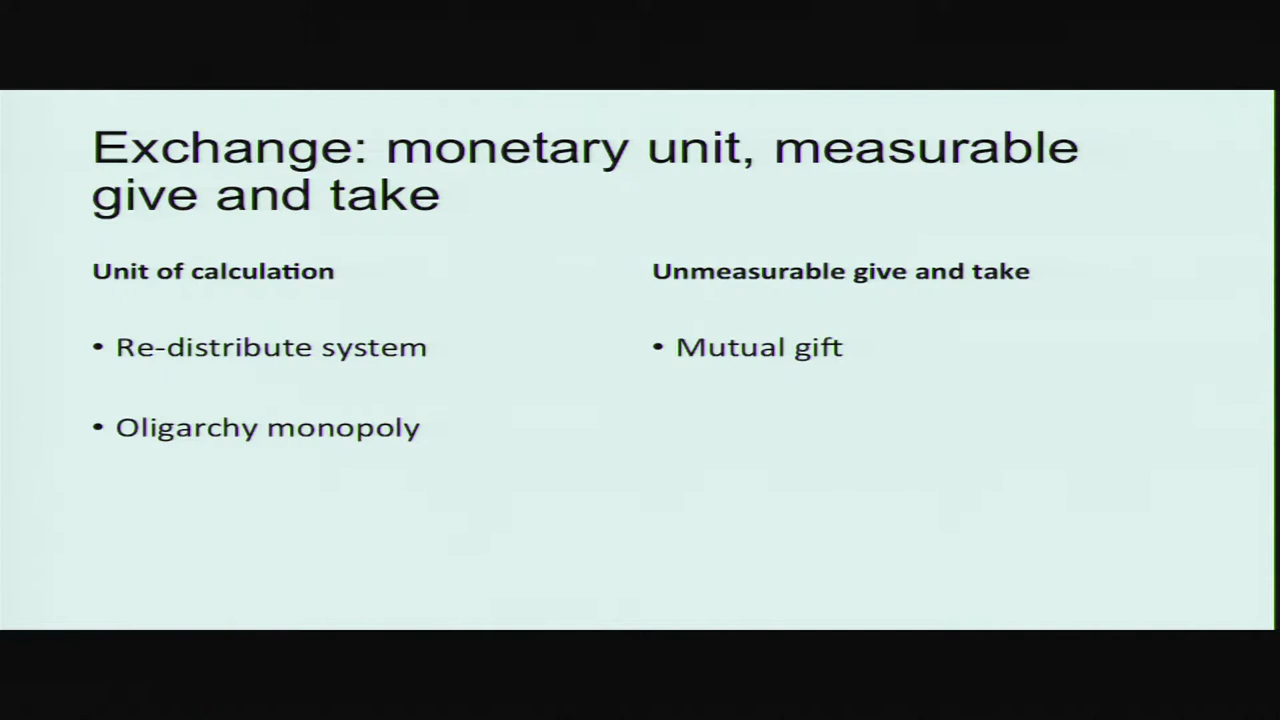 Exchange: monetary unit, measurable
give and take
Unit of calculation
• Re-distribute system
• Oligarchy monopoly
Unmeasurable give and take
• Mutual gift